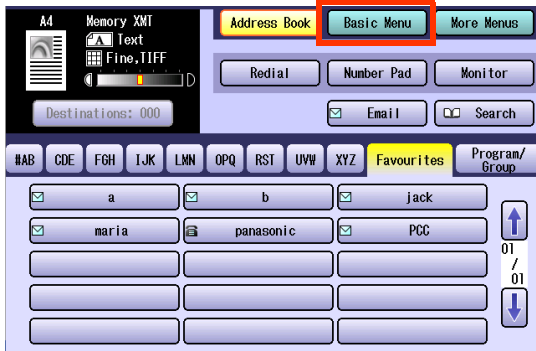 A4 Memory XMT
A Text
Fine,TIFF
D
Destinations: 000
Address Book Basic Menu More Menus
Redial Number Pad Monitor
Email Search
#AB CDE FGH IJK LMN OPQ RST UVW XYZ Favourites Program/
Group
a b jack
maria panasonic PCC
01
/
01